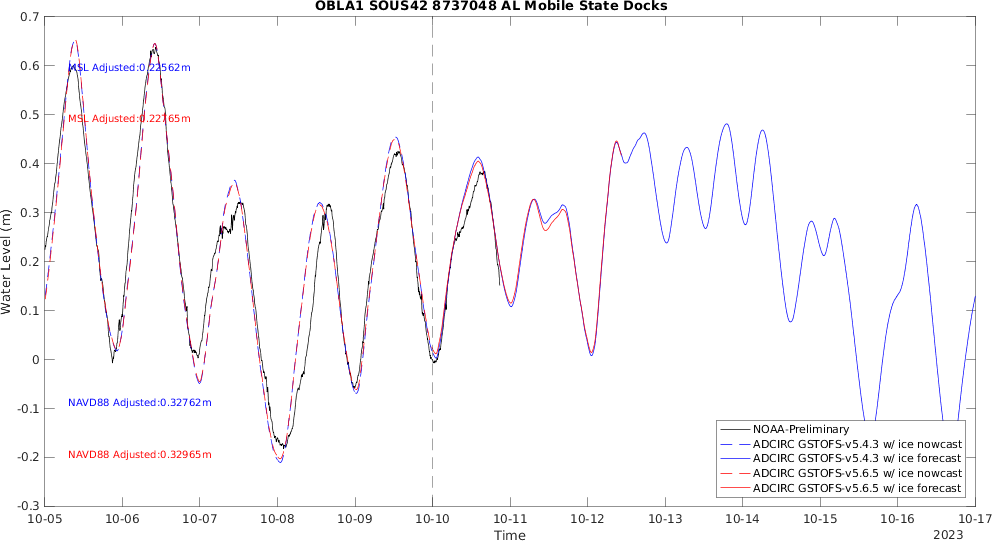 OBLA1 SOUS42 8737048 AL Mobile State Docks
0.7
0.6
0.5
0.4
0.3
0.2
0.1
0
-0.1
-0.2
-0.3
Water Level (m)
MSL Adjusted:0.22562m
MSL Adjusted:0.22765m
NAVD88 Adjusted:0.32762m
NAVD88 Adjusted:0.32965m
NOAA-Preliminary
ADCIRC GSTOFS-v5.4.3 w/ ice nowcast
ADCIRC GSTOFS-v5.4.3 w/ ice forecast
ADCIRC GSTOFS-v5.6.5 w/ ice nowcast
ADCIRC GSTOFS-v5.6.5 w/ ice forecast
10-05 10-06 10-07 10-08 10-09 10-10 10-11 10-12 10-13 10-14 10-15 10-16 10-17
Time
2023